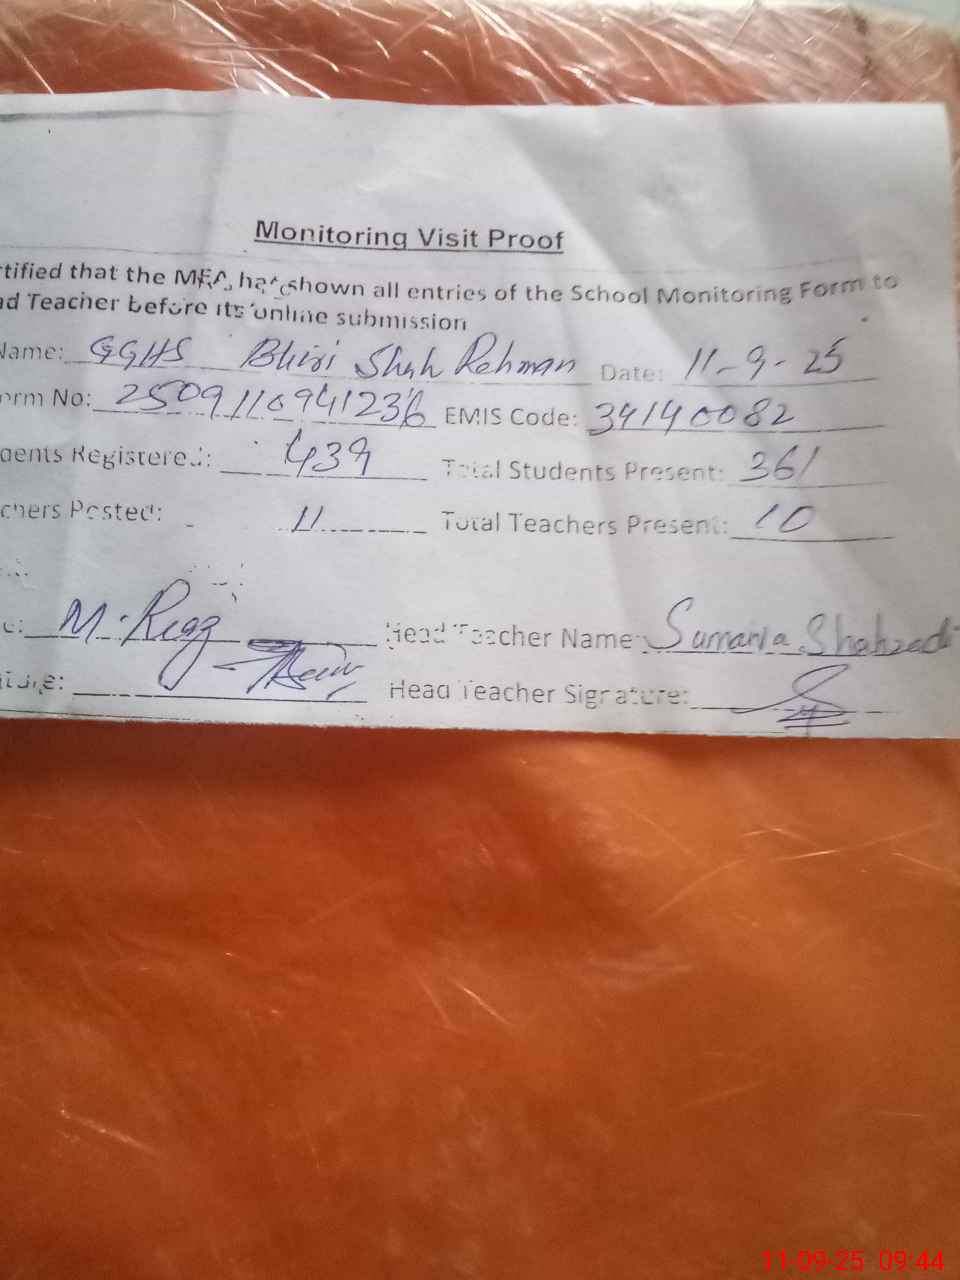 Monitoring Visit Proof
rtified that the MEA has shown all entries of the School Monitoring Form to
ad Teacher before its online submission
Name: GGHS Bhiri Shah Rehman Date: 11-9-25
orm No: 2509110941236 EMIS Code: 34140082
dents Registered: 439 Total Students Present: 361
chers Posted: 11 Total Teachers Present: 10
e: M. Riaz Head Teacher Name: Sumaria Shahzadi
ature: Head Teacher Signature:
11-09-25 09:44